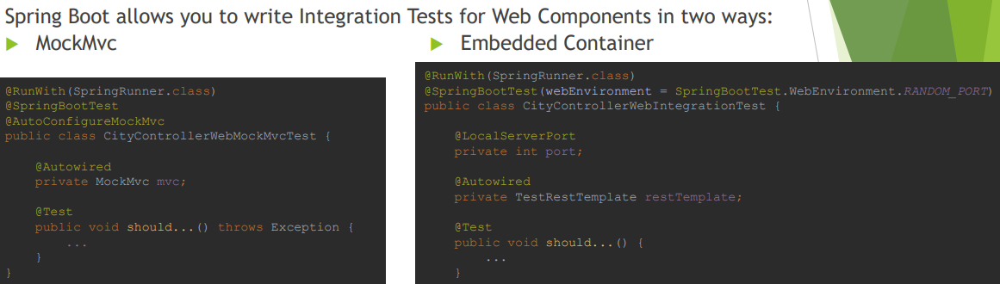 Spring Boot allows you to write Integration Tests for Web Components in two ways:
MockMvc
@RunWith(SpringRunner.class)
@SpringBootTest
@AutoConfigureMockMvc
public class CityControllerWebMockMvcTest {
@Autowired
private MockMvc mvc;
@Test
public void should...() throws Exception {
...
}
}
Embedded Container
@RunWith(SpringRunner.class)
@SpringBootTest(webEnvironment = SpringBootTest.WebEnvironment.RANDOM_PORT)
public class CityControllerWebIntegrationTest {
@LocalServerPort
private int port;
@Autowired
private TestRestTemplate restTemplate;
@Test
public void should...() {
...
}